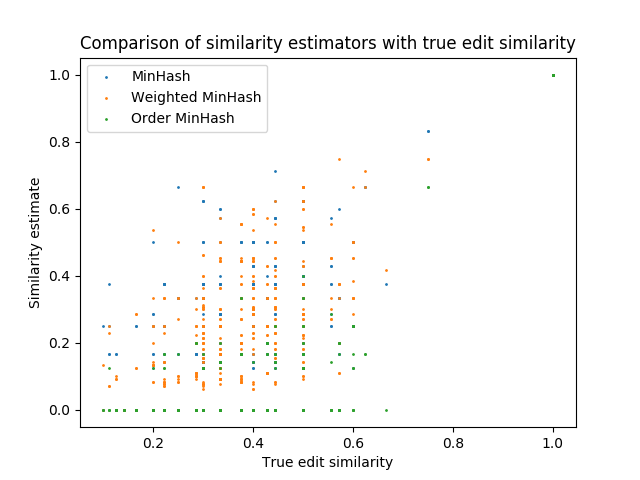 Comparison of similarity estimators with true edit similarity
MinHash
Weighted MinHash
Order MinHash
1.0
0.8
0.6
0.4
0.2
0.0
Similarity estimate
0.2 0.4 0.6 0.8 1.0
True edit similarity